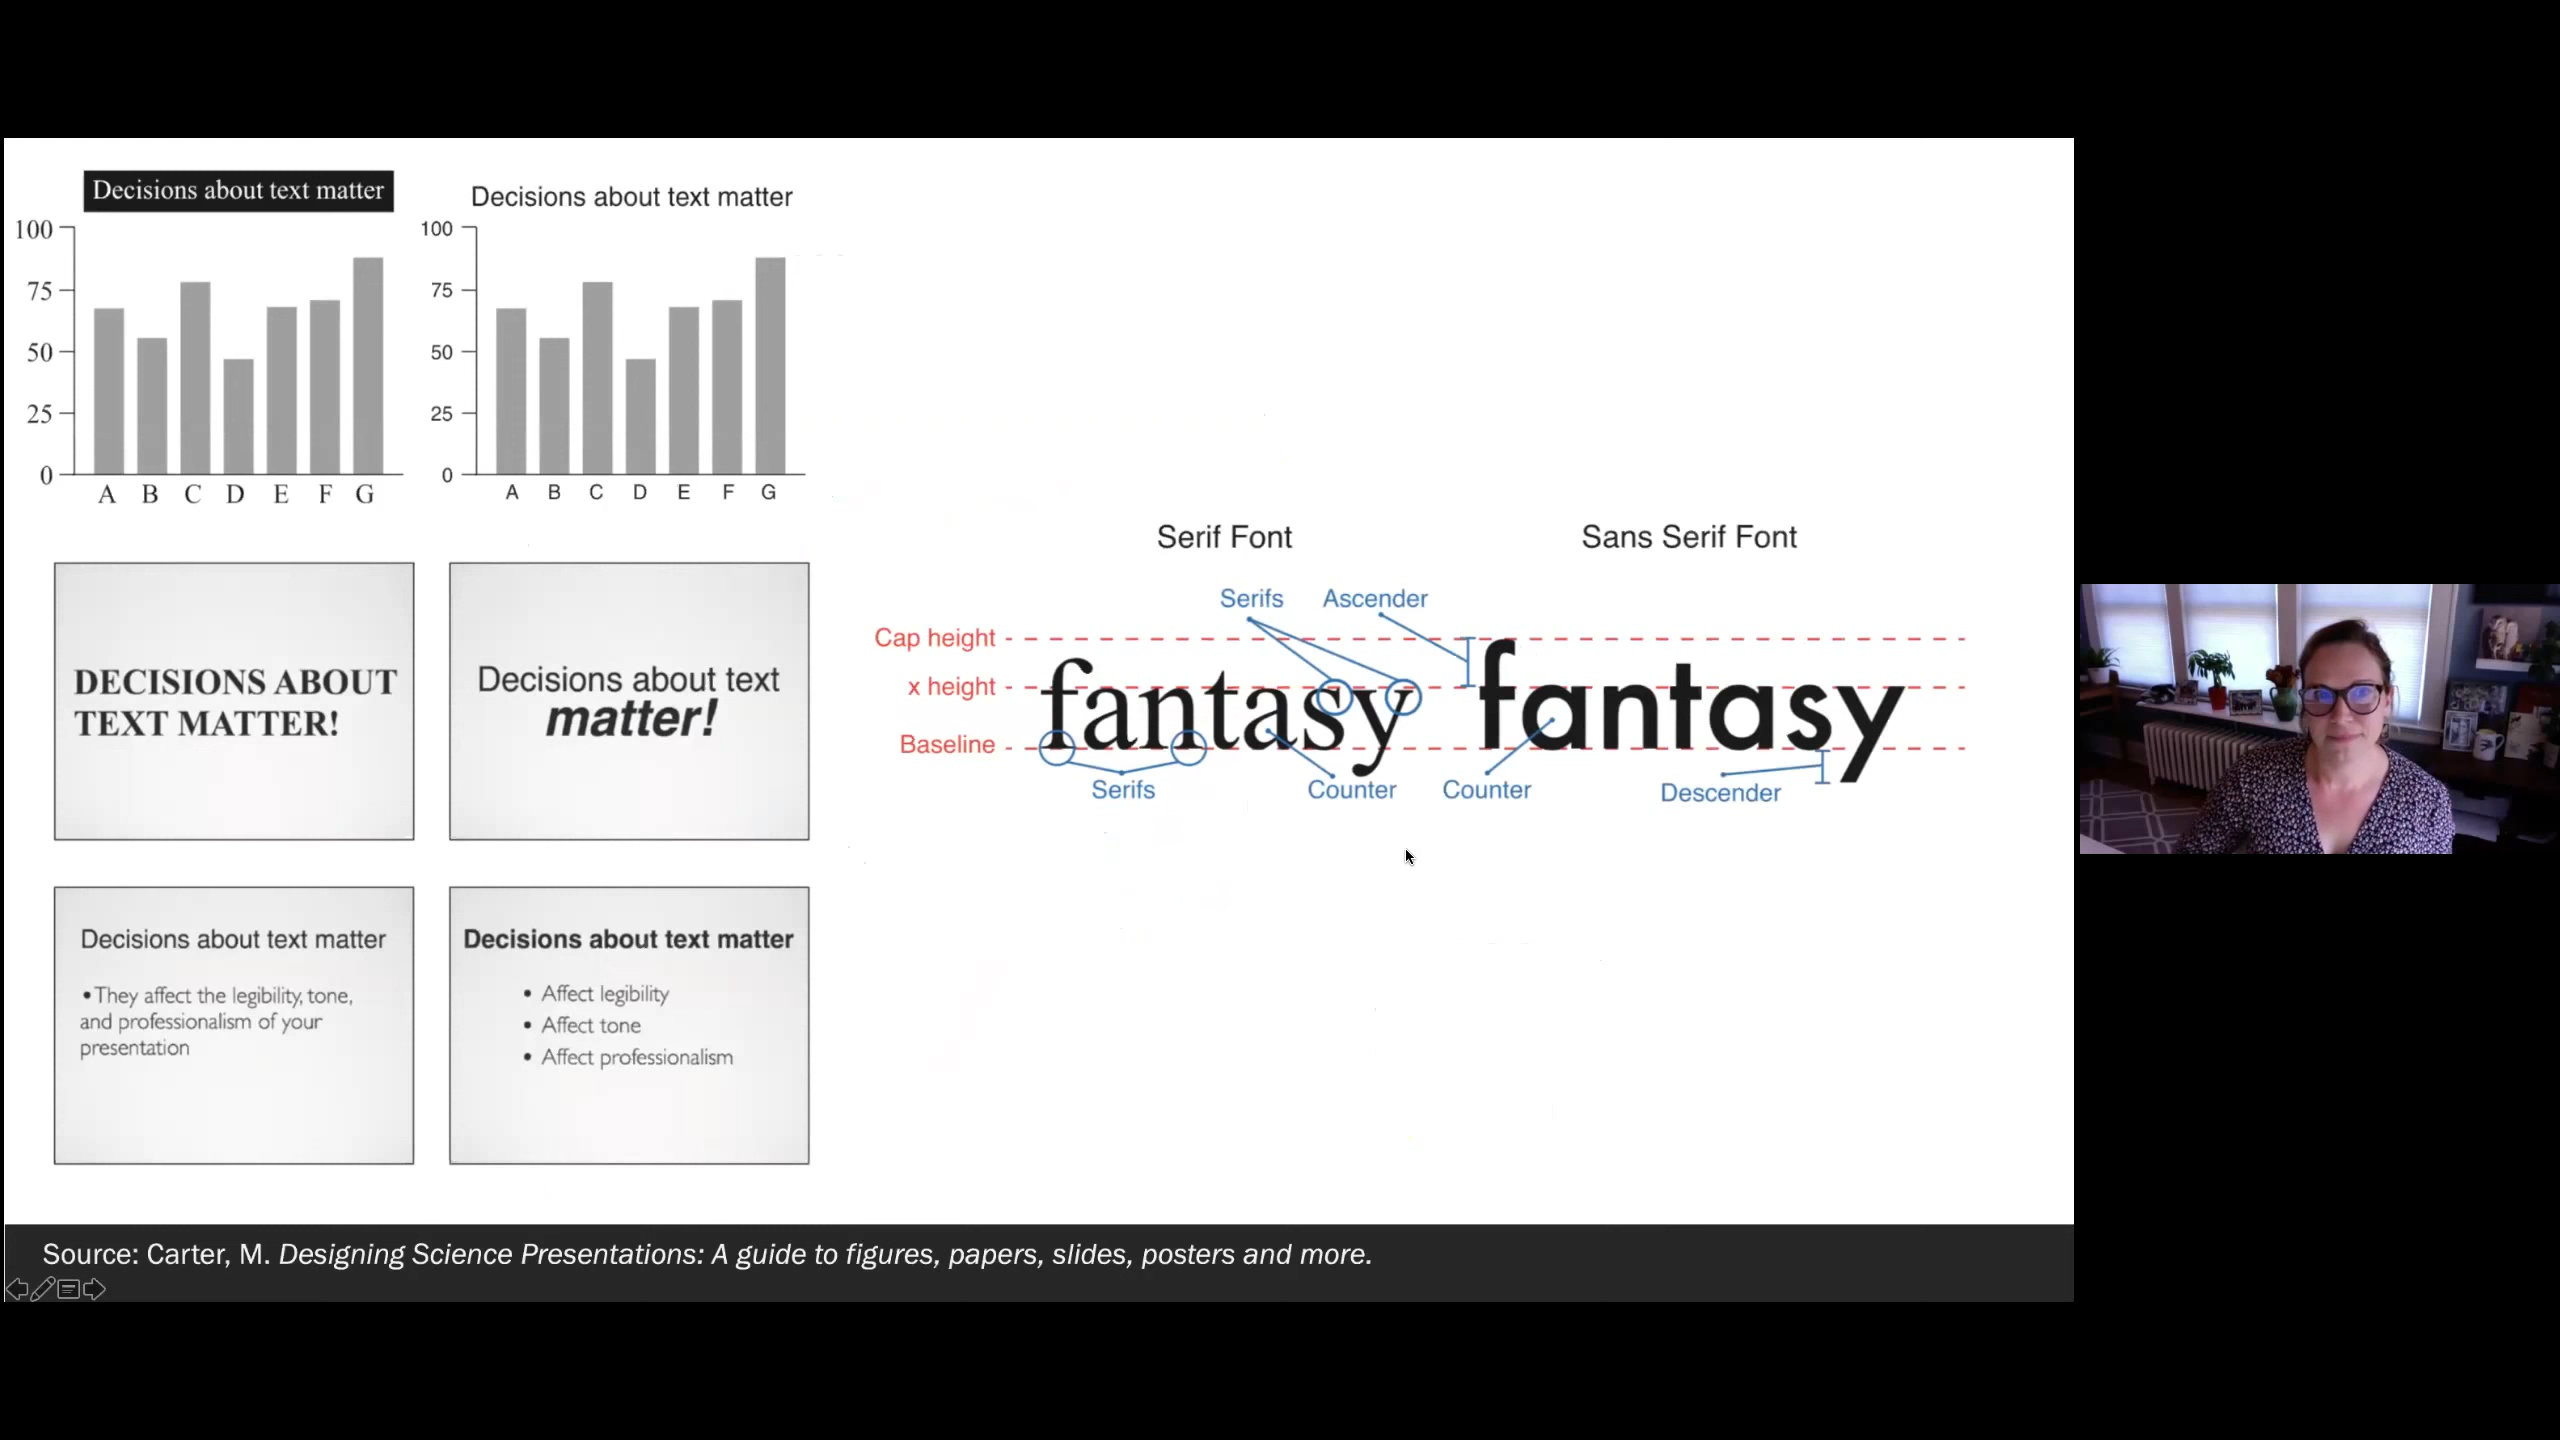 Decisions about text matter
100
75
50
25
0
A B C D E F G
Decisions about text matter
100
75
50
25
0
A B C D E F G
DECISIONS ABOUT
TEXT MATTER!
Decisions about text
matter!
Decisions about text matter
•They affect the legibility, tone,
and professionalism of your
presentation
Decisions about text matter
• Affect legibility
• Affect tone
• Affect professionalism
Serif Font
Sans Serif Font
Serifs
Ascender
Cap height
x height
Baseline
fantasy
fantasy
Serifs
Counter
Counter
Descender
Source: Carter, M. Designing Science Presentations: A guide to figures, papers, slides, posters and more.